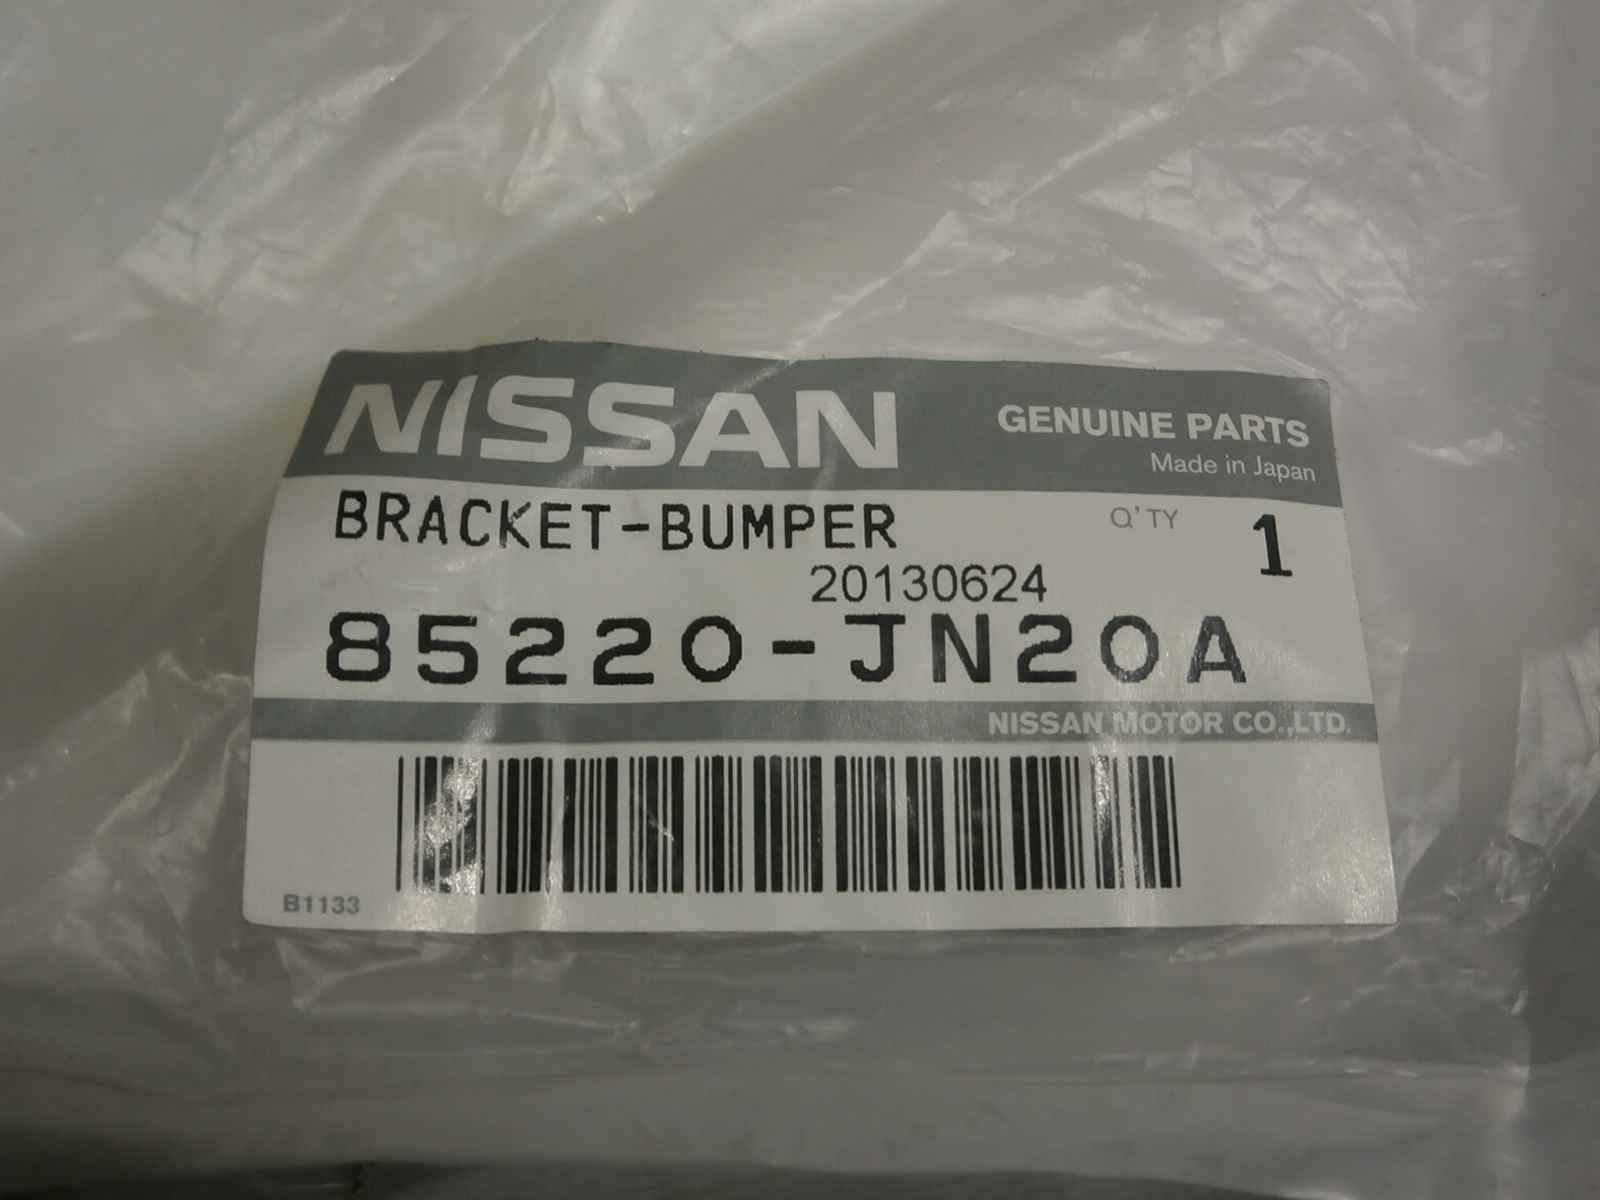 NISSAN
GENUINE PARTS
Made in Japan
BRACKET-BUMPER
Q'TY 1
20130624
85220-JN20A
NISSAN MOTOR CO.,LTD.
B1133